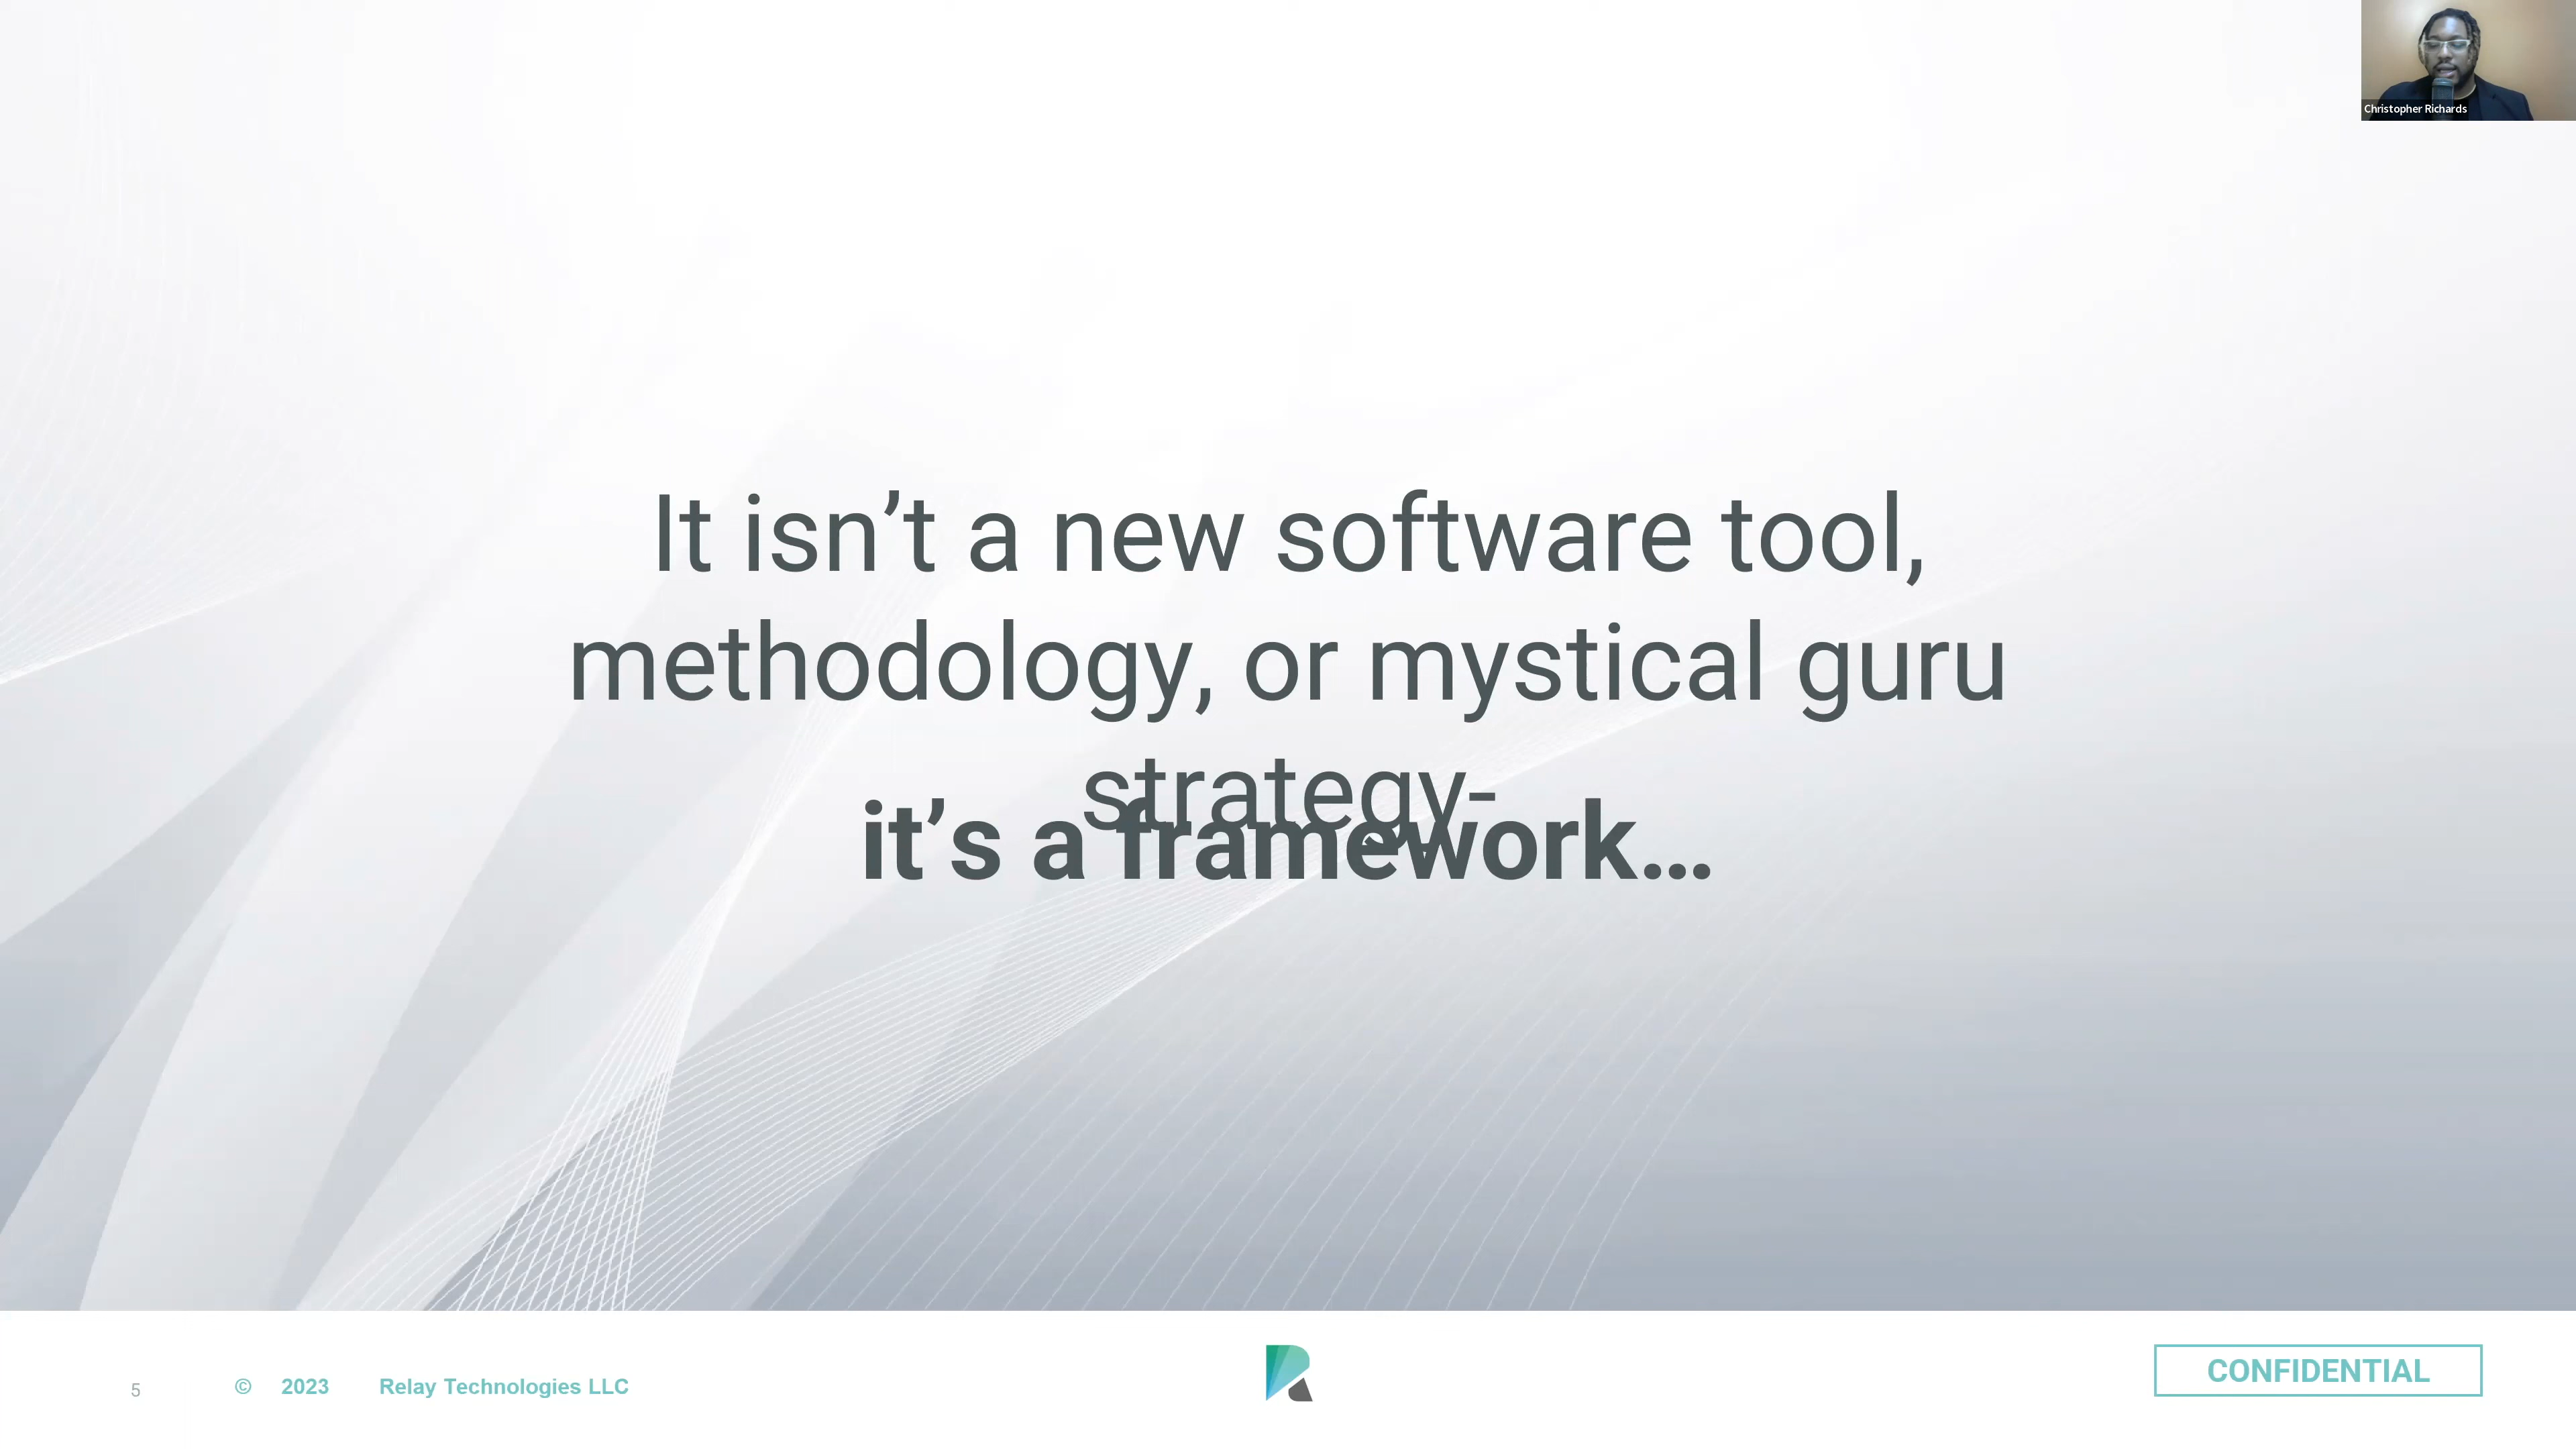 Christopher Richards
It isn’t a new software tool,
methodology, or mystical guru
strategy-
it’s a framework…
5 © 2023 Relay Technologies LLC
CONFIDENTIAL